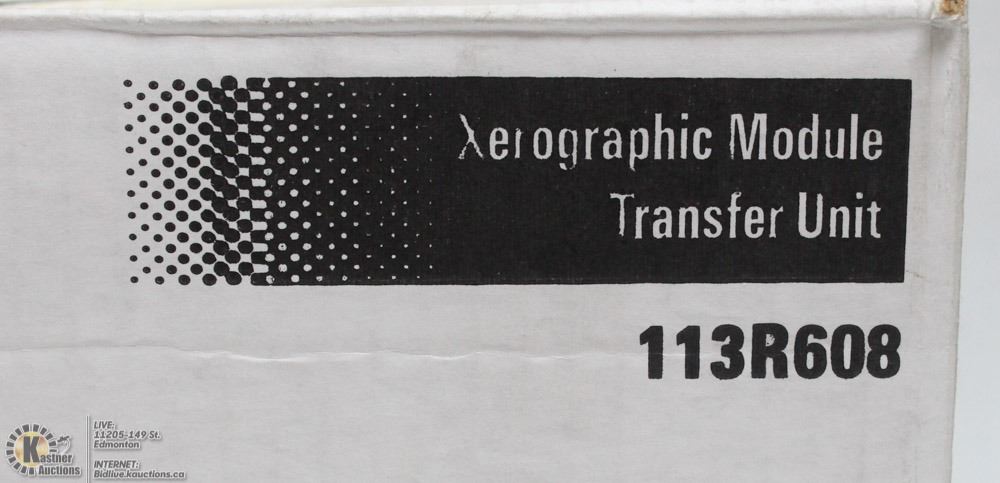 Xerographic Module
Transfer Unit
113R608
Kastner
Auctions
LIVE:
11205-149 St.
Edmonton
INTERNET:
Bidlive.kauctions.ca